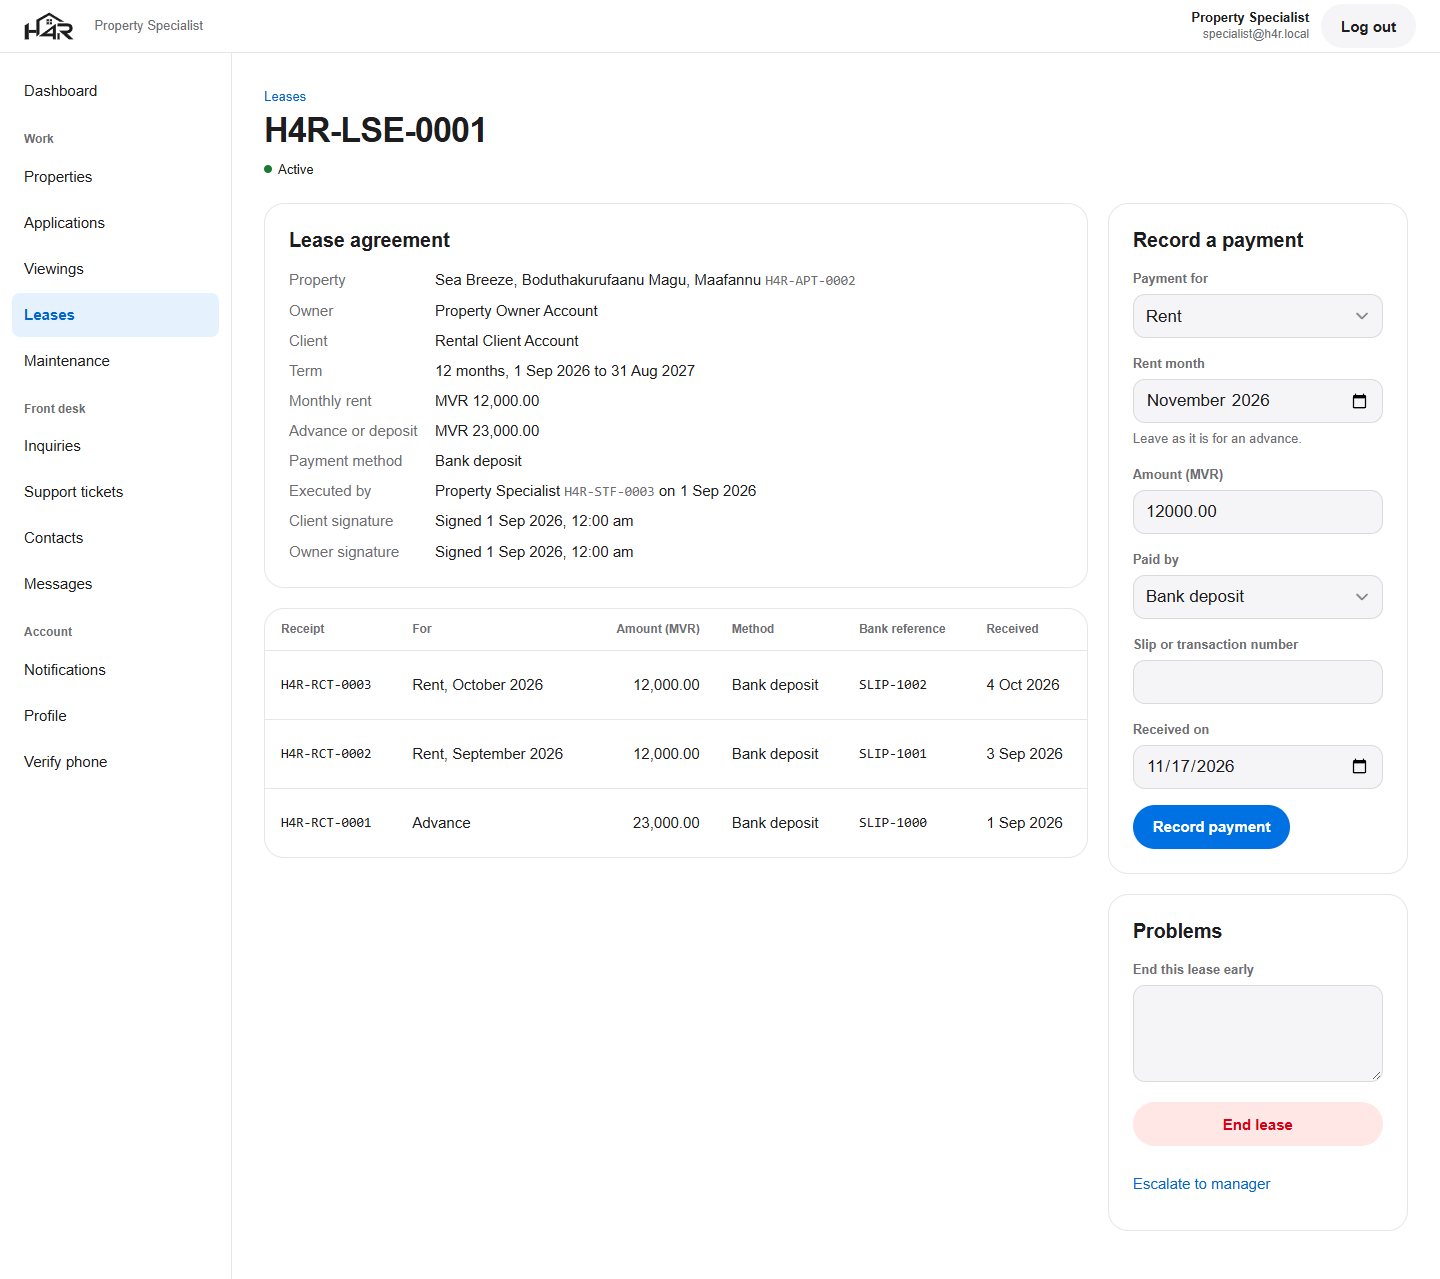 H4R
Property Specialist
Property Specialist
specialist@h4r.local
Log out
Dashboard
Work
Properties
Applications
Viewings
Leases
Maintenance
Front desk
Inquiries
Support tickets
Contacts
Messages
Account
Notifications
Profile
Verify phone
Leases
H4R-LSE-0001
Active
Lease agreement
Property Sea Breeze, Boduthakurufaanu Magu, Maafannu H4R-APT-0002
Owner Property Owner Account
Client Rental Client Account
Term 12 months, 1 Sep 2026 to 31 Aug 2027
Monthly rent MVR 12,000.00
Advance or deposit MVR 23,000.00
Payment method Bank deposit
Executed by Property Specialist H4R-STF-0003 on 1 Sep 2026
Client signature Signed 1 Sep 2026, 12:00 am
Owner signature Signed 1 Sep 2026, 12:00 am
Receipt For Amount (MVR) Method Bank reference Received
H4R-RCT-0003 Rent, October 2026 12,000.00 Bank deposit SLIP-1002 4 Oct 2026
H4R-RCT-0002 Rent, September 2026 12,000.00 Bank deposit SLIP-1001 3 Sep 2026
H4R-RCT-0001 Advance 23,000.00 Bank deposit SLIP-1000 1 Sep 2026
Record a payment
Payment for
Rent
Rent month
November 2026
Leave as it is for an advance.
Amount (MVR)
12000.00
Paid by
Bank deposit
Slip or transaction number
Received on
11/17/2026
Record payment
Problems
End this lease early
End lease
Escalate to manager